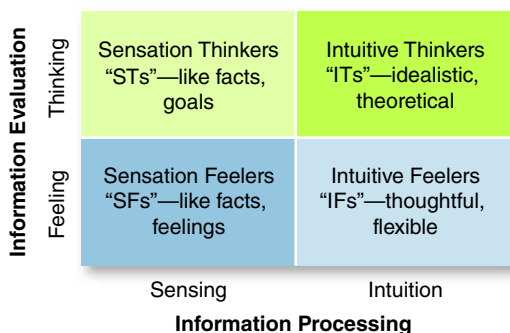 Information Evaluation
Thinking
Sensation Thinkers
“STs”—like facts,
goals
Intuitive Thinkers
“ITs”—idealistic,
theoretical
Feeling
Sensation Feelers
“SFs”—like facts,
feelings
Intuitive Feelers
“IFs”—thoughtful,
flexible
Sensing
Intuition
Information Processing